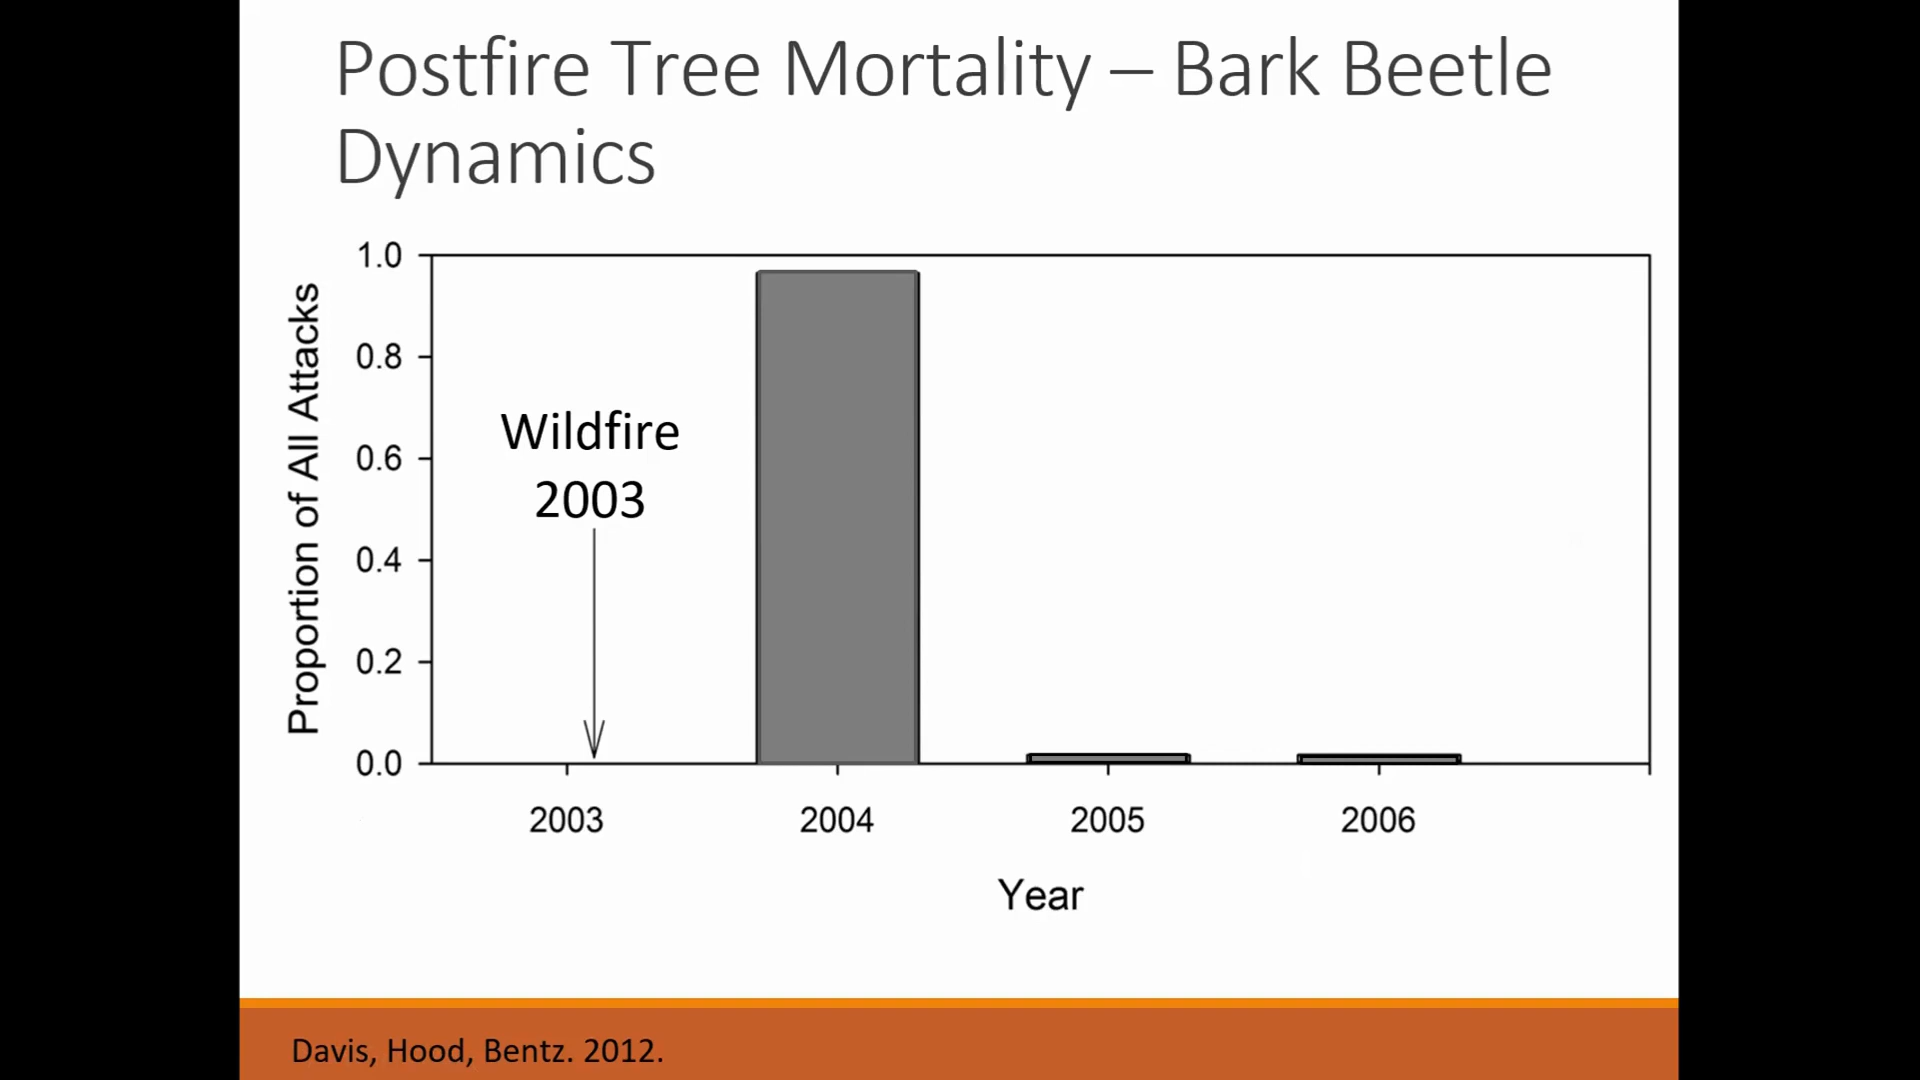 Postfire Tree Mortality – Bark Beetle
Dynamics
Proportion of All Attacks
1.0
0.8
0.6
0.4
0.2
0.0
Wildfire
2003
2003
2004
2005
2006
Year
Davis, Hood, Bentz. 2012.